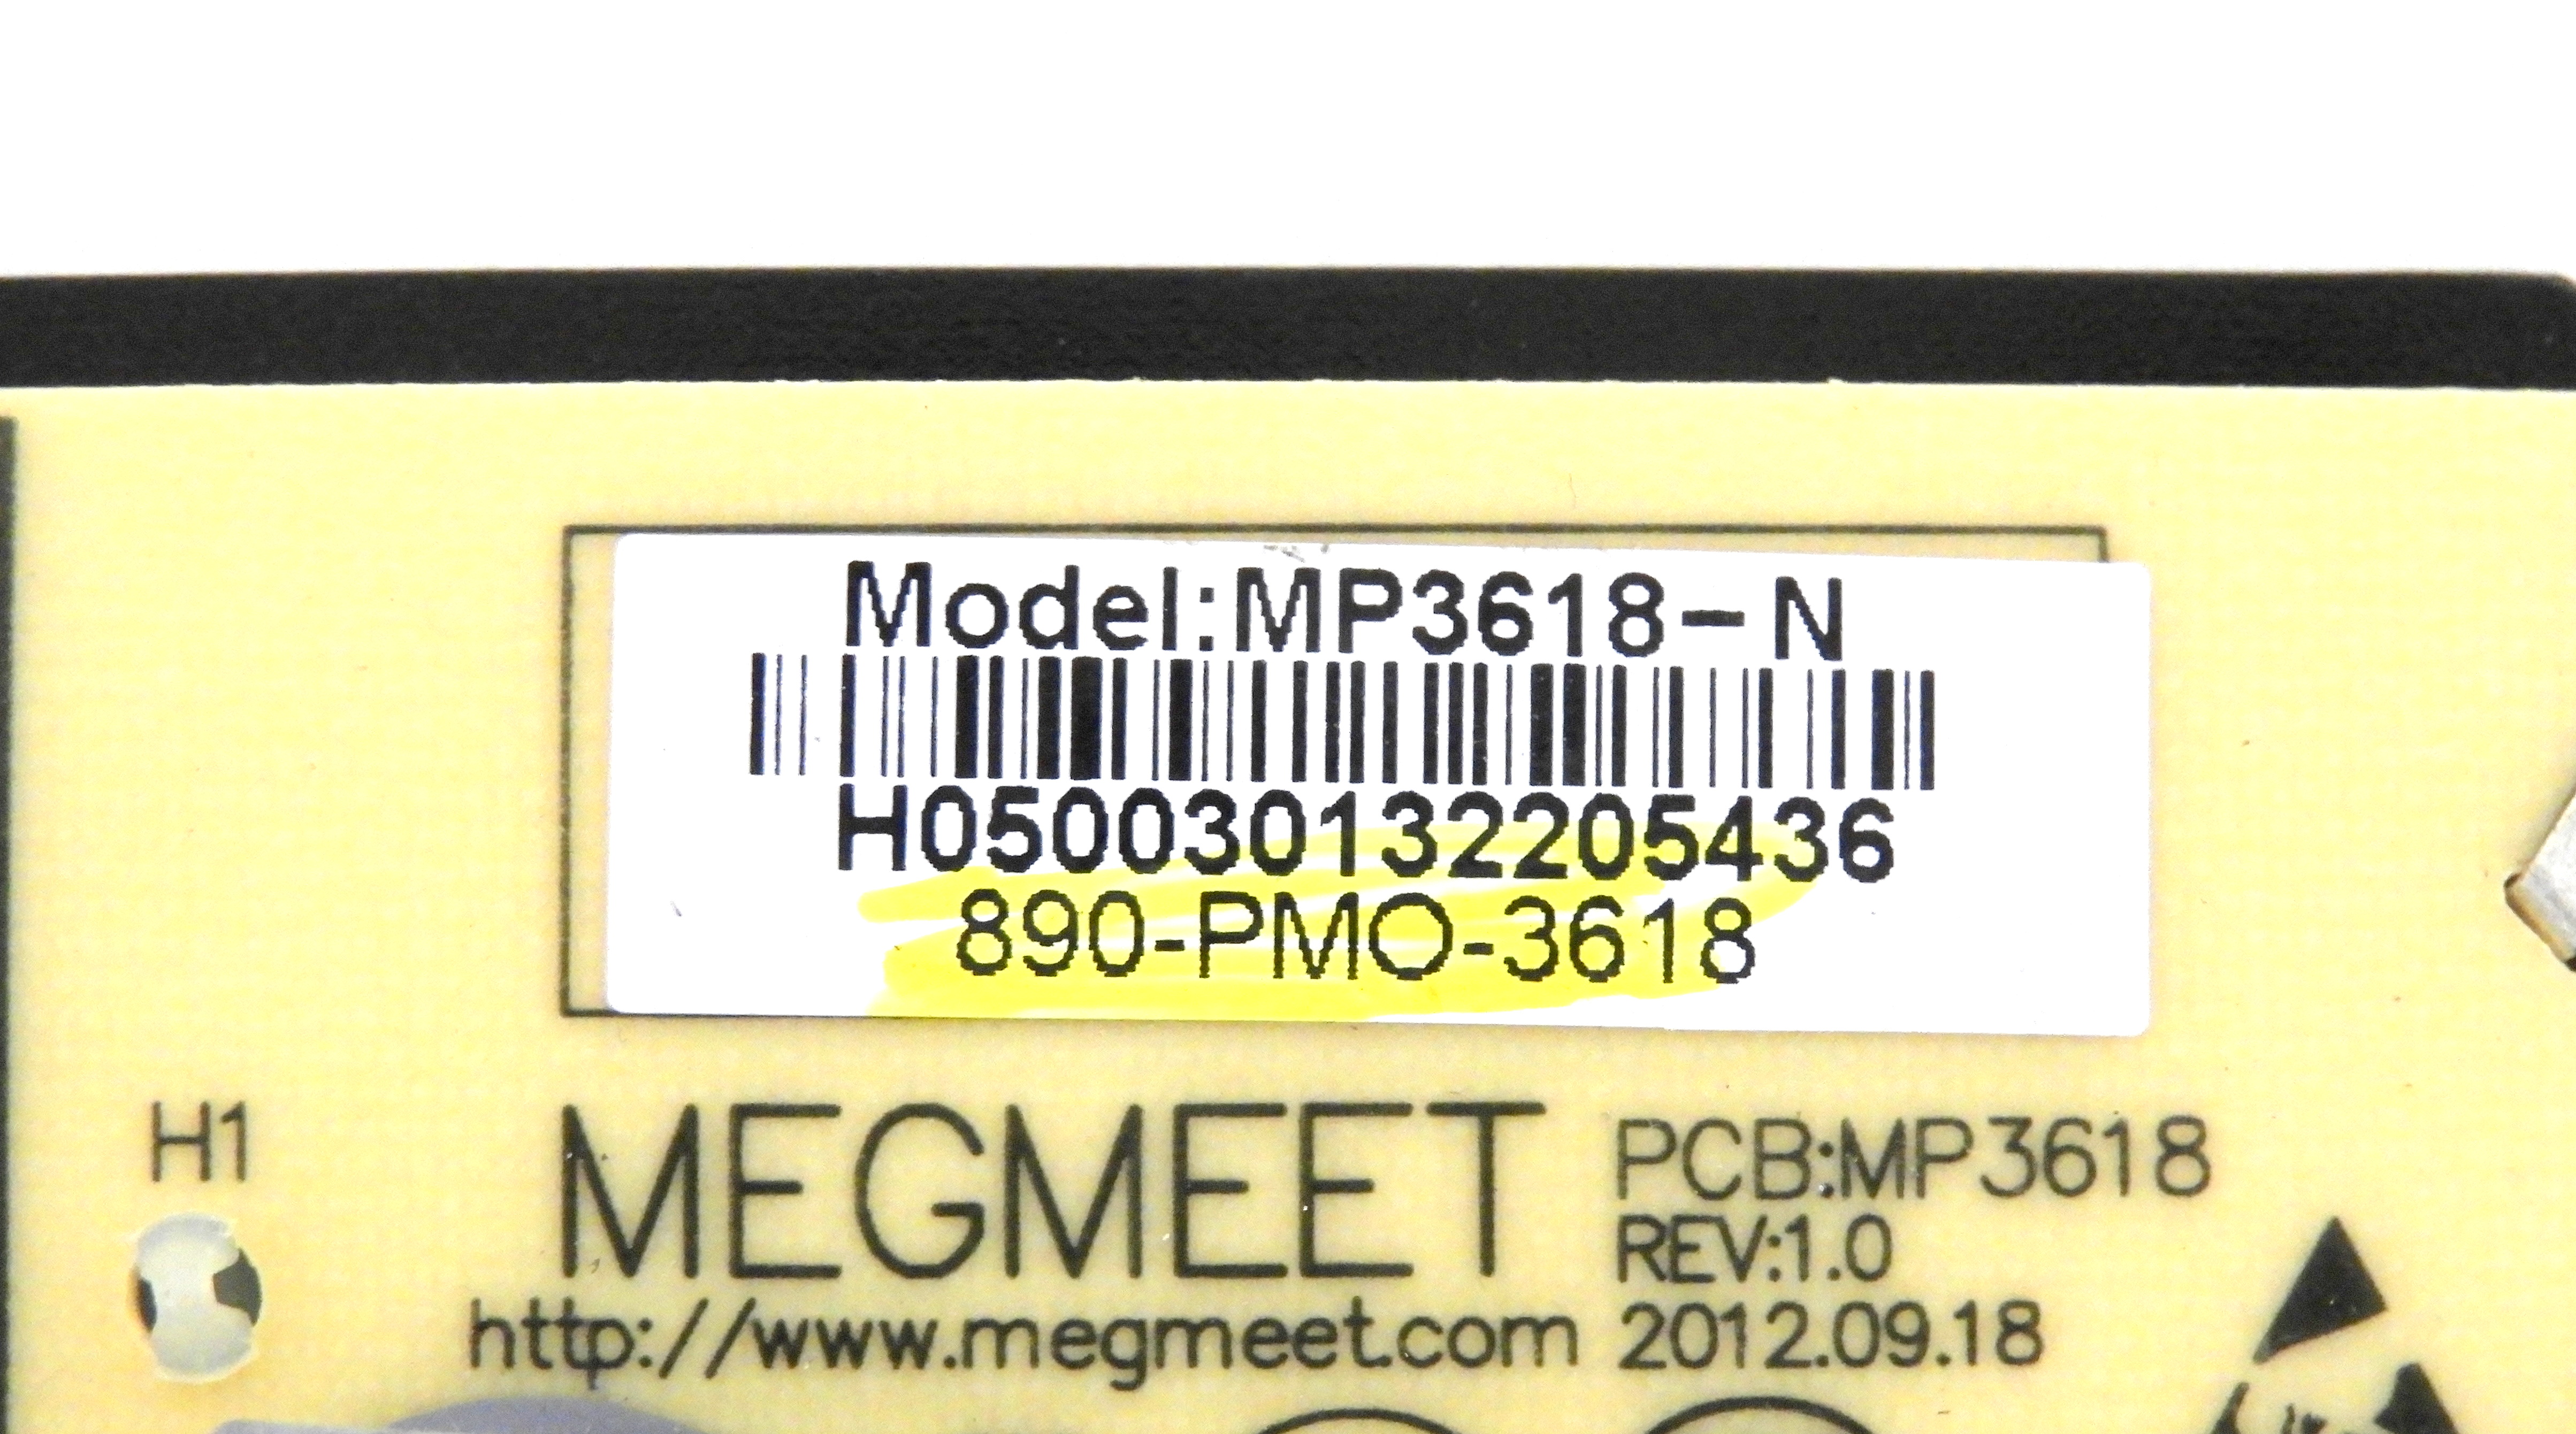 Model:MP3618-N
H050030132205436
890-PMO-3618
H1
MEGMEET
PCB:MP3618
REV:1.0
http://www.megmeet.com
2012.09.18